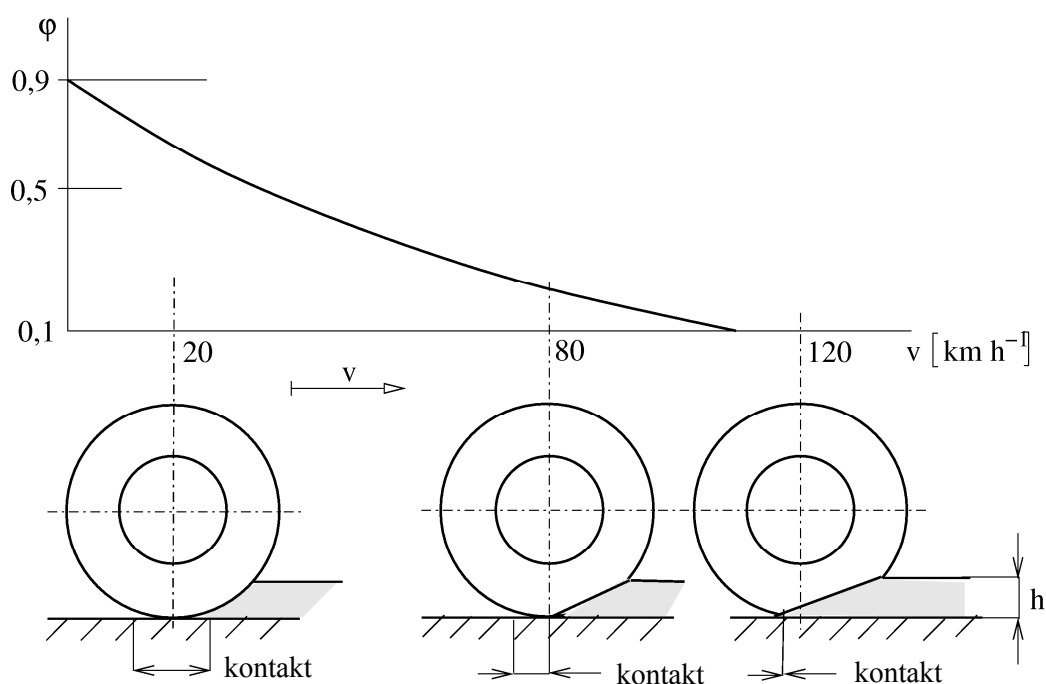 φ
0,9
0,5
0,1
20 80 120 v [km h⁻¹]
v
h
kontakt kontakt kontakt